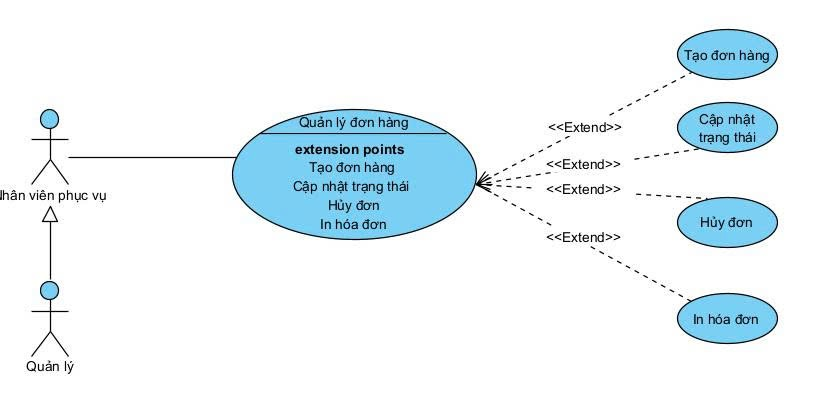 Tạo đơn hàng
Quản lý đơn hàng
<<Extend>>
Cập nhật
trạng thái
extension points
Tạo đơn hàng
<<Extend>>
Cập nhật trạng thái
<<Extend>>
Nhân viên phục vụ
Hủy đơn
Hủy đơn
In hóa đơn
<<Extend>>
In hóa đơn
Quản lý